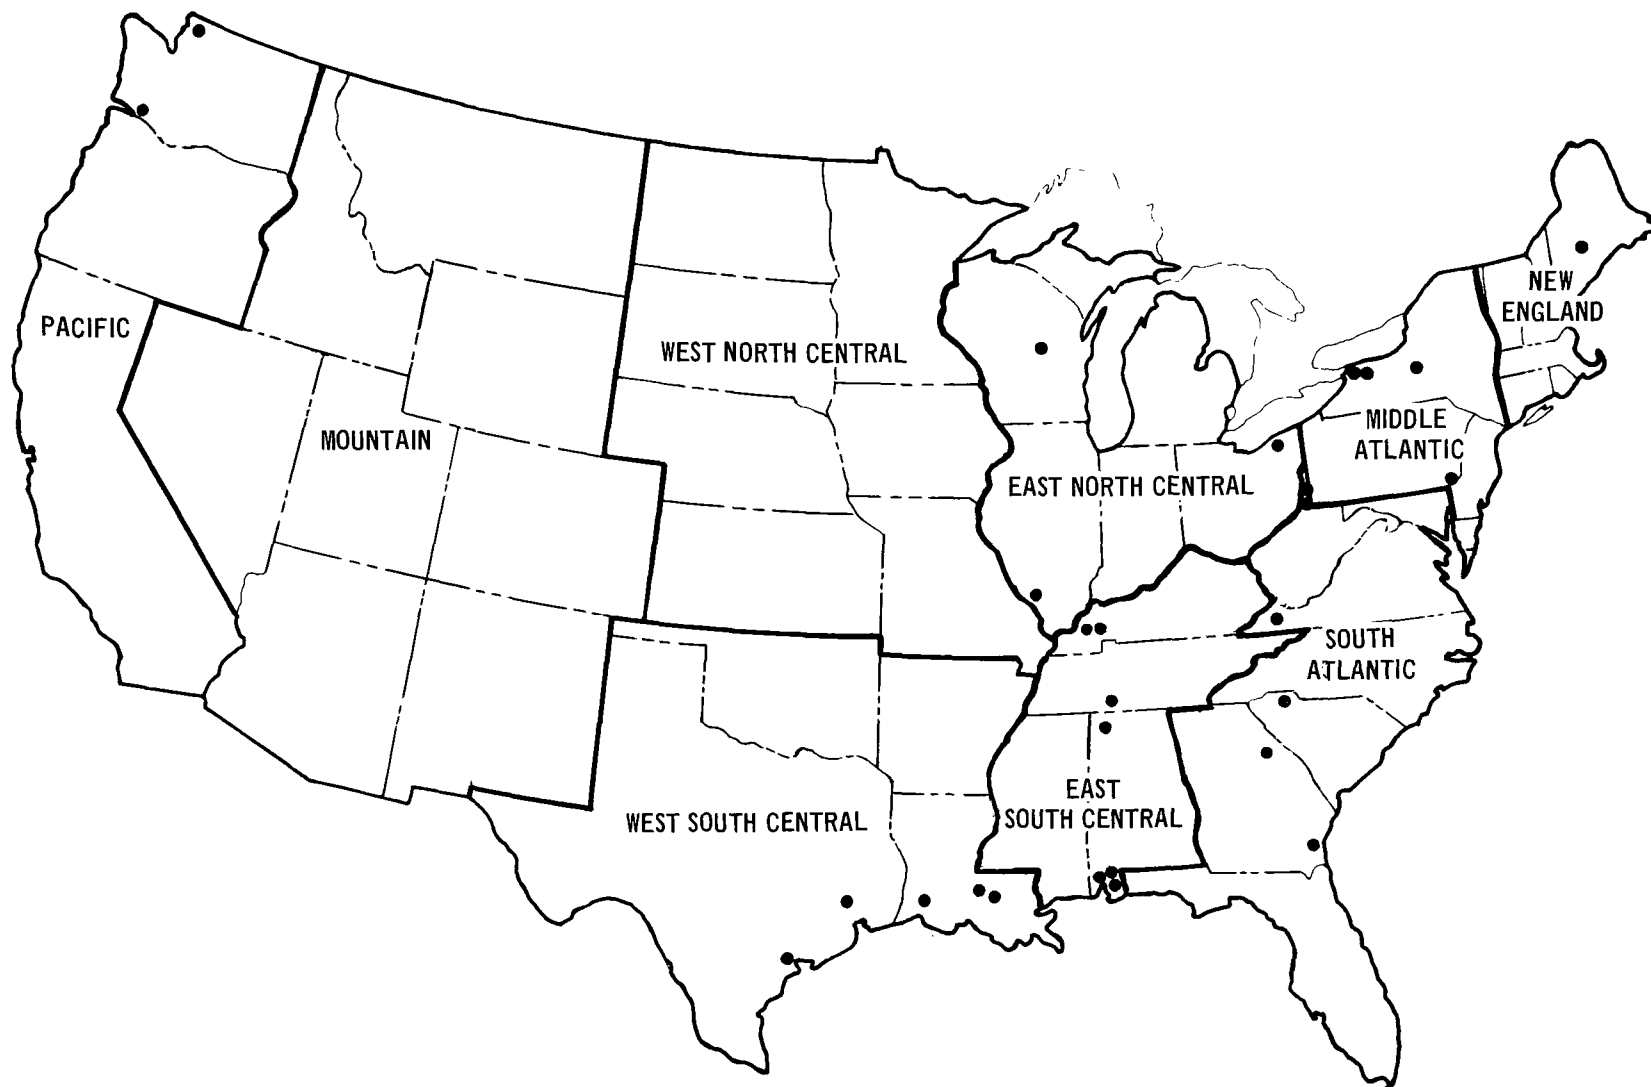 NEW
ENGLAND
PACIFIC
WEST NORTH CENTRAL
MIDDLE
ATLANTIC
MOUNTAIN
EAST NORTH CENTRAL
SOUTH
ATLANTIC
EAST
SOUTH CENTRAL
WEST SOUTH CENTRAL